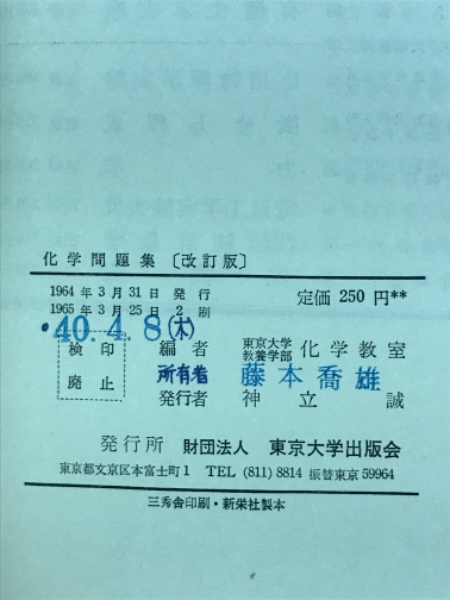 化学問題集〔改訂版〕
1964年3月31日 発行
1965年3月25日 2刷
定価 250 円**
•40.4.8(木)
検印
廃止
編者 東京大学教養学部 化学教室
所有者 藤本喬雄
発行者 神立 誠
発行所 財団法人 東京大学出版会
東京都文京区本富士町1 TEL (811) 8814 振替東京 59964
三秀舎印刷・新栄社製本